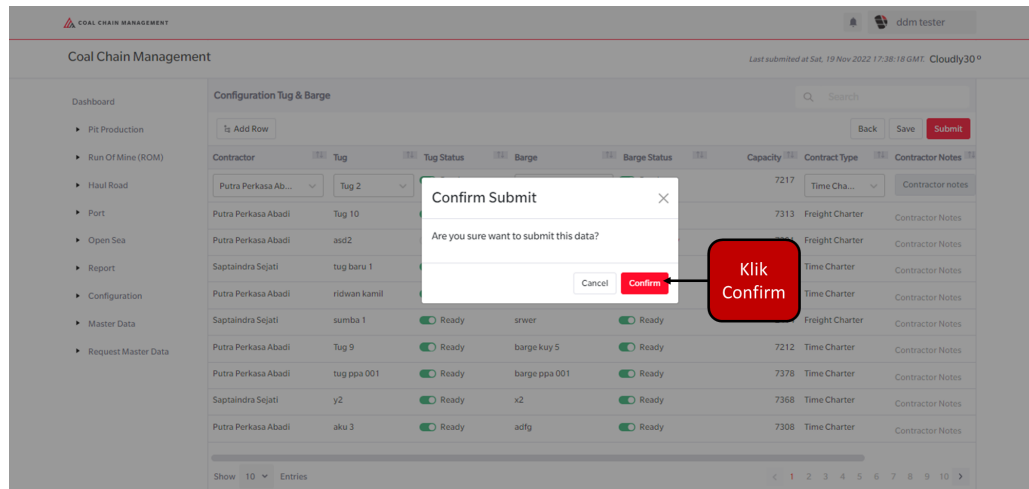 COAL CHAIN MANAGEMENT
ddm tester
Coal Chain Management
Last submited at Sat, 19 Nov 2022 17:38:18 GMT. Cloudly30 º
Dashboard
Pit Production
Run Of Mine (ROM)
Haul Road
Port
Open Sea
Report
Configuration
Master Data
Request Master Data
Configuration Tug & Barge
Search
Add Row
Back Save Submit
Contractor Tug Tug Status Barge Barge Status Capacity Contract Type Contractor Notes
Putra Perkasa Ab... Tug 2 7217 Time Cha... Contractor notes
Putra Perkasa Abadi Tug 10 7313 Freight Charter Contractor Notes
Putra Perkasa Abadi asd2 Freight Charter Contractor Notes
Saptaindra Sejati tug baru 1 Time Charter Contractor Notes
Putra Perkasa Abadi ridwan kamil Time Charter Contractor Notes
Saptaindra Sejati sumba 1 Ready srwer Ready Freight Charter Contractor Notes
Putra Perkasa Abadi Tug 9 Ready barge kuy 5 Ready 7212 Time Charter Contractor Notes
Putra Perkasa Abadi tug ppa 001 Ready barge ppa 001 Ready 7378 Time Charter Contractor Notes
Saptaindra Sejati y2 Ready x2 Ready 7368 Time Charter Contractor Notes
Putra Perkasa Abadi aku 3 Ready adfg Ready 7308 Time Charter Contractor Notes
Show 10 Entries
1 2 3 4 5 6 7 8 9 10
Confirm Submit
Are you sure want to submit this data?
Cancel Confirm
Klik
Confirm